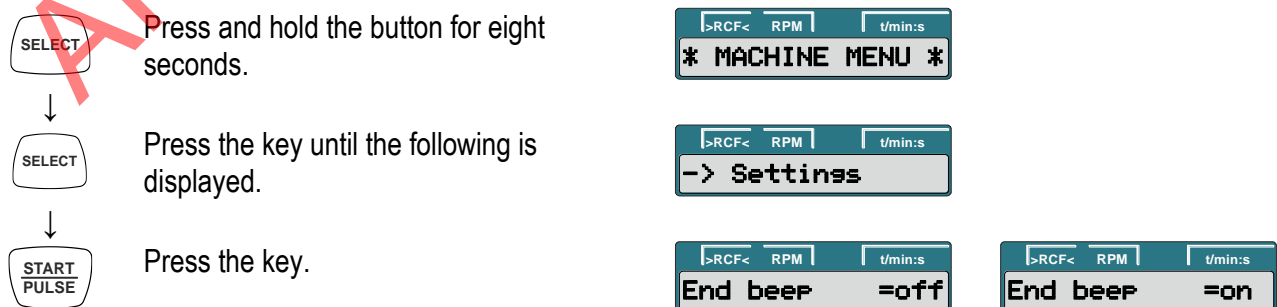 SELECT
Press and hold the button for eight
seconds.
>RCF< RPM t/min:s
* MACHINE MENU *
↓
SELECT
Press the key until the following is
displayed.
>RCF< RPM t/min:s
-> Settings
↓
START
PULSE
Press the key.
>RCF< RPM t/min:s
End beep =off
>RCF< RPM t/min:s
End beep =on